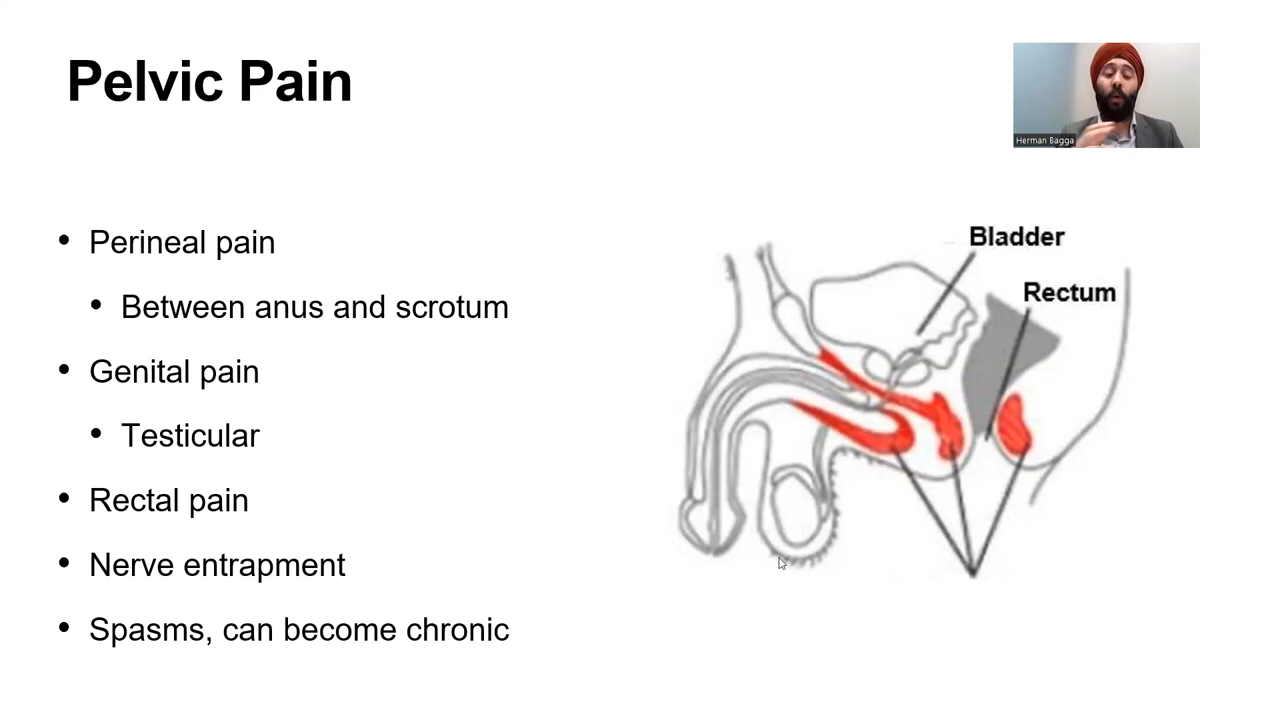 Pelvic Pain
Herman Bagga
Perineal pain
Between anus and scrotum
Genital pain
Testicular
Rectal pain
Nerve entrapment
Spasms, can become chronic
Bladder
Rectum